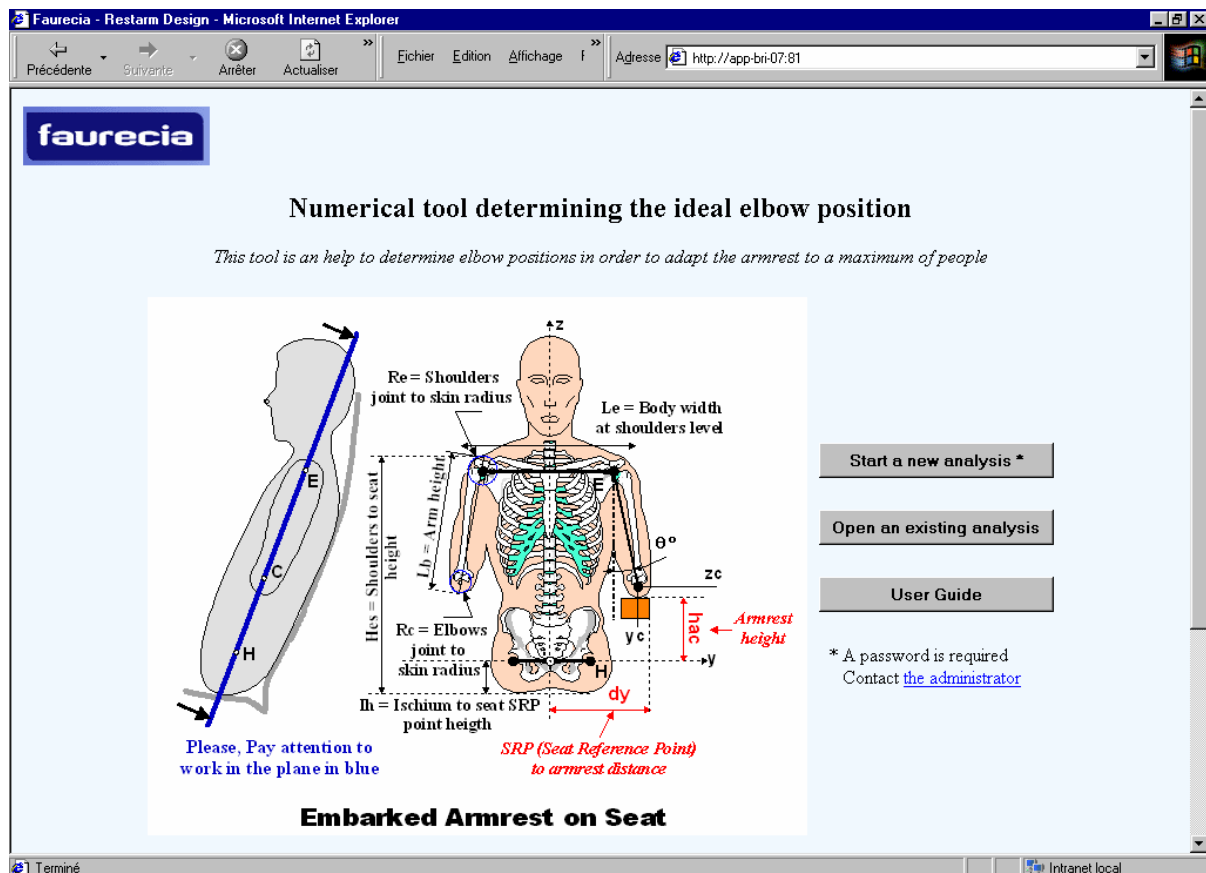 Faurecia - Restarm Design - Microsoft Internet Explorer
Précédente
Suivante
Arrêter
Actualiser
»
Fichier
Edition
Affichage
F
»
Adresse
http://app-bri-07:81
faurecia
Numerical tool determining the ideal elbow position
This tool is an help to determine elbow positions in order to adapt the armrest to a maximum of people
z
Re = Shoulders
joint to skin radius
Le = Body width
at shoulders level
E
E
Hes = Shoulders to seat
height
Lb = Arm height
θ°
zc
C
Rc = Elbows
joint to
skin radius
yc
hac
Armrest
height
H
H
y
dy
Ih = Ischium to seat SRP
point heigth
Please, Pay attention to
work in the plane in blue
SRP (Seat Reference Point)
to armrest distance
Embarked Armrest on Seat
Start a new analysis *
Open an existing analysis
User Guide
* A password is required
Contact the administrator
Terminé
Intranet local